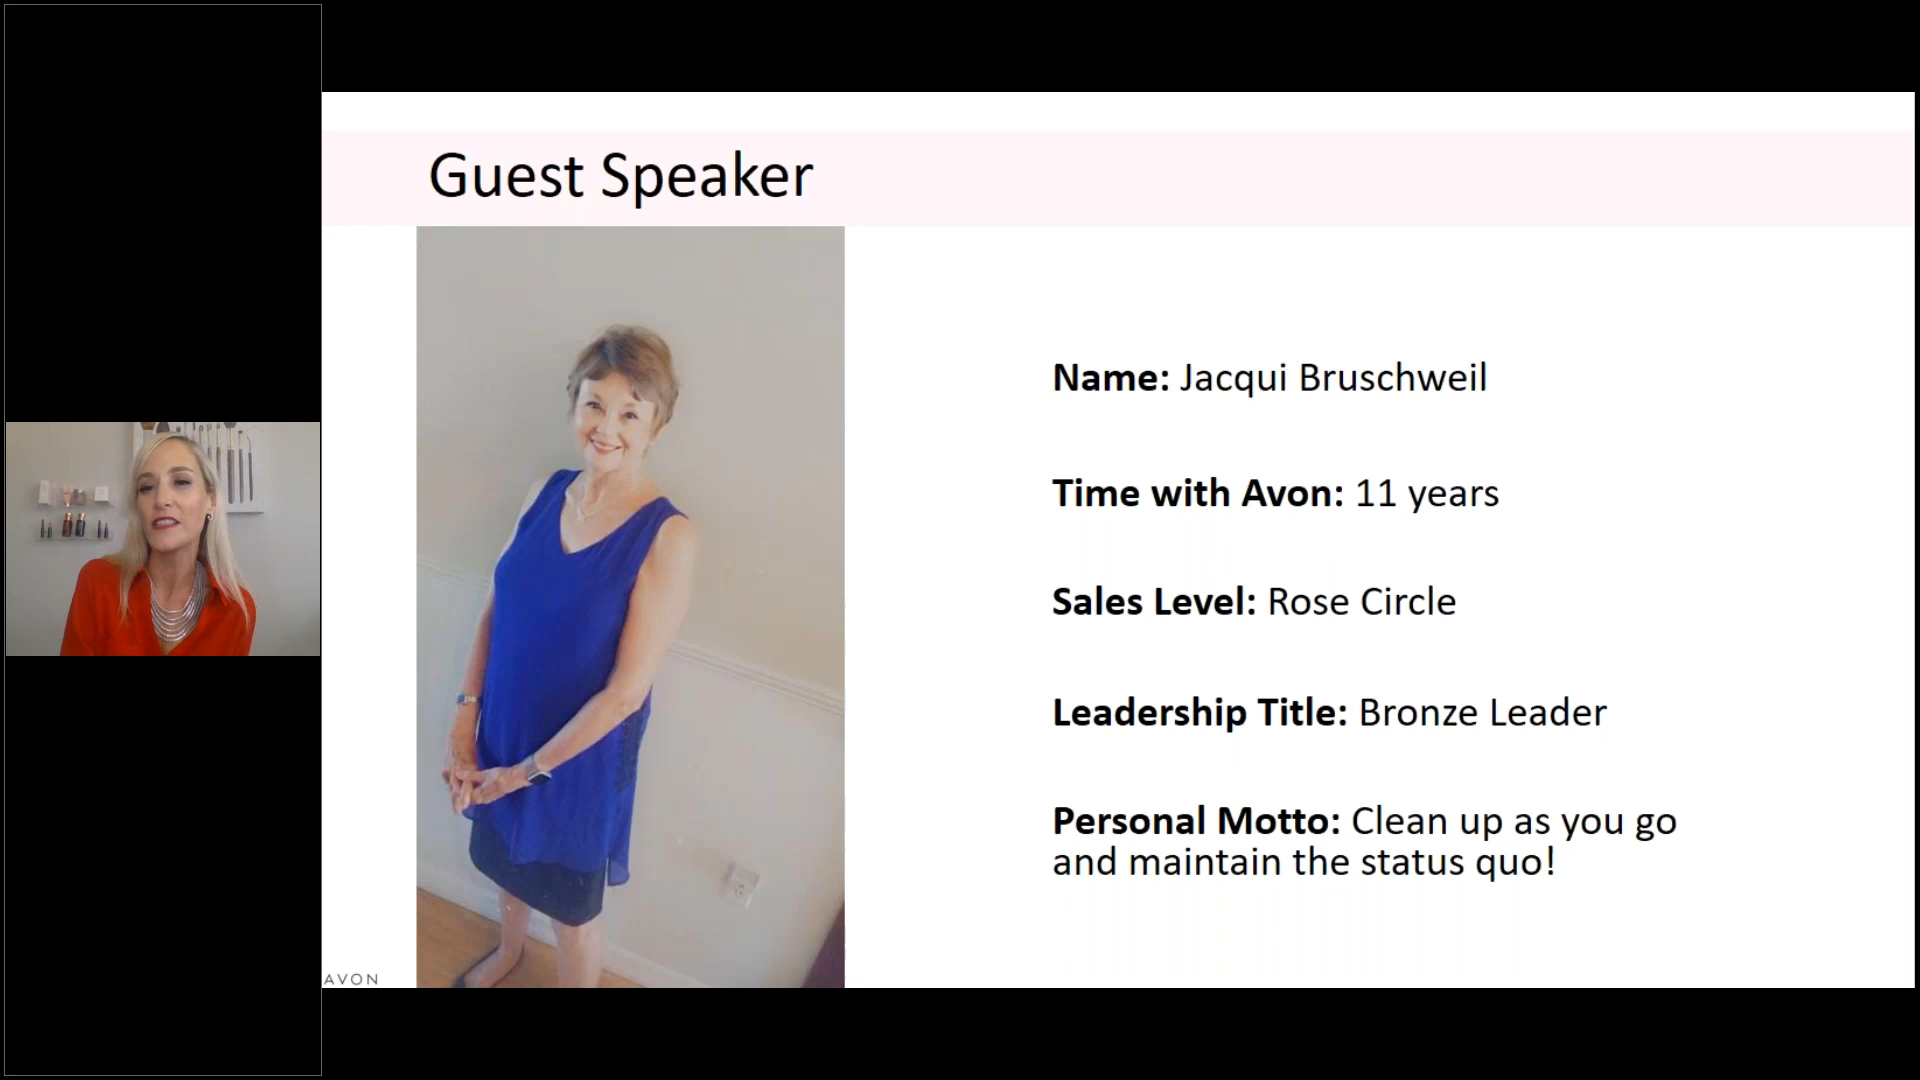 Guest Speaker
Name: Jacqui Bruschweil
Time with Avon: 11 years
Sales Level: Rose Circle
Leadership Title: Bronze Leader
Personal Motto: Clean up as you go
and maintain the status quo!
AVON